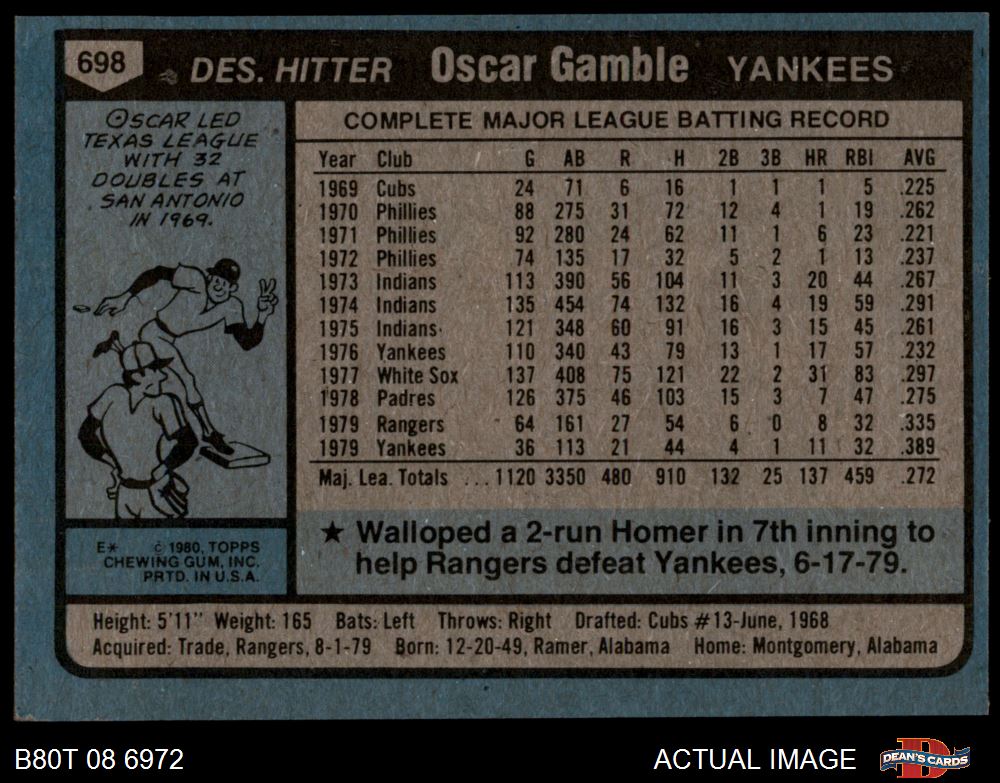 698 DES. HITTER Oscar Gamble YANKEES
OSCAR LED
TEXAS LEAGUE
WITH 32
DOUBLES AT
SAN ANTONIO
IN 1969.
E* © 1980, TOPPS
CHEWING GUM, INC.
PRTD. IN U.S.A.
COMPLETE MAJOR LEAGUE BATTING RECORD
Year Club G AB R H 2B 3B HR RBI AVG
1969 Cubs 24 71 6 16 1 1 1 5 .225
1970 Phillies 88 275 31 72 12 4 1 19 .262
1971 Phillies 92 280 24 62 11 1 6 23 .221
1972 Phillies 74 135 17 32 5 2 1 13 .237
1973 Indians 113 390 56 104 11 3 20 44 .267
1974 Indians 135 454 74 132 16 4 19 59 .291
1975 Indians 121 348 60 91 16 3 15 45 .261
1976 Yankees 110 340 43 79 13 1 17 57 .232
1977 White Sox 137 408 75 121 22 2 31 83 .297
1978 Padres 126 375 46 103 15 3 7 47 .275
1979 Rangers 64 161 27 54 6 0 8 32 .335
1979 Yankees 36 113 21 44 4 1 11 32 .389
Maj. Lea. Totals ... 1120 3350 480 910 132 25 137 459 .272
★ Walloped a 2-run Homer in 7th inning to
help Rangers defeat Yankees, 6-17-79.
Height: 5'11" Weight: 165 Bats: Left Throws: Right Drafted: Cubs #13-June, 1968
Acquired: Trade, Rangers, 8-1-79 Born: 12-20-49, Ramer, Alabama Home: Montgomery, Alabama
B80T 08 6972 ACTUAL IMAGE DEAN'S CARDS